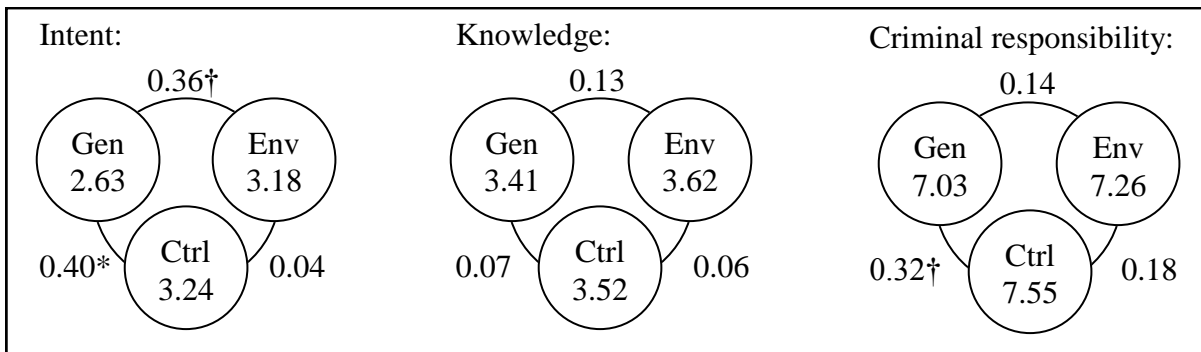 Intent:
0.36†
Gen
2.63
Env
3.18
Ctrl
3.24
0.40*
0.04
Knowledge:
0.13
Gen
3.41
Env
3.62
Ctrl
3.52
0.07
0.06
Criminal responsibility:
0.14
Gen
7.03
Env
7.26
Ctrl
7.55
0.32†
0.18